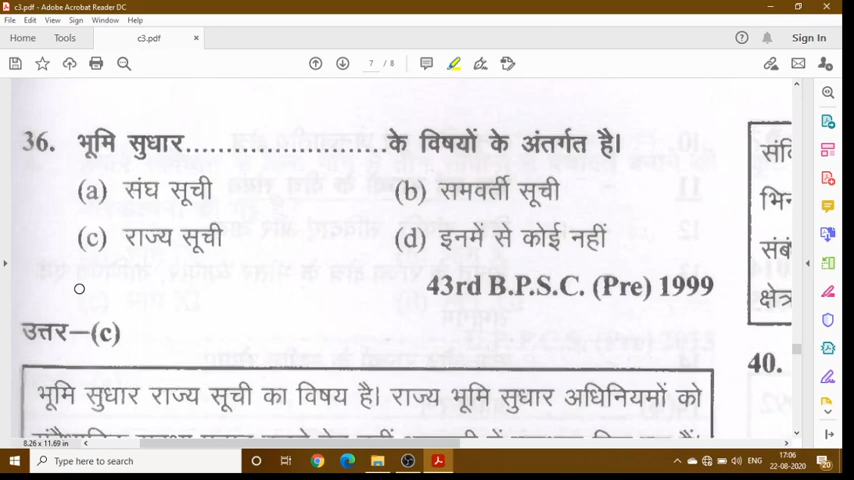 c3.pdf - Adobe Acrobat Reader DC
File Edit View Sign Window Help
Home Tools c3.pdf × Sign In
7 / 8
36. भूमि सुधार..............................के विषयों के अंतर्गत है।
(a) संघ सूची (b) समवर्ती सूची
(c) राज्य सूची (d) इनमें से कोई नहीं
43rd B.P.S.C. (Pre) 1999
उत्तर–(c)
भूमि सुधार राज्य सूची का विषय है। राज्य भूमि सुधार अधिनियमों को
भिन
संबं
क्षेत्र
40.
8.26 x 11.69 in
Type here to search
ENG
17:06
22-08-2020
20